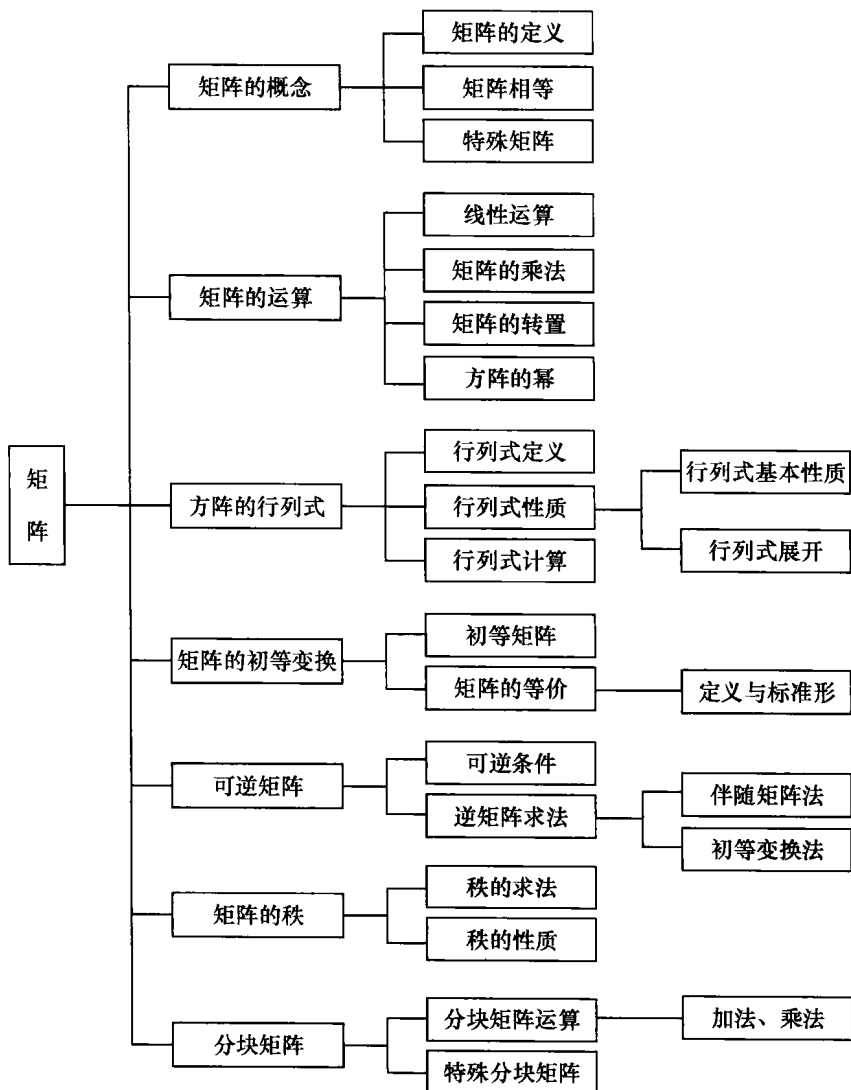 矩阵
矩阵的概念
矩阵的定义
矩阵相等
特殊矩阵
矩阵的运算
线性运算
矩阵的乘法
矩阵的转置
方阵的幂
方阵的行列式
行列式定义
行列式性质
行列式基本性质
行列式展开
行列式计算
矩阵的初等变换
初等矩阵
矩阵的等价
定义与标准形
可逆矩阵
可逆条件
逆矩阵求法
伴随矩阵法
初等变换法
矩阵的秩
秩的求法
秩的性质
分块矩阵
分块矩阵运算
加法、乘法
特殊分块矩阵